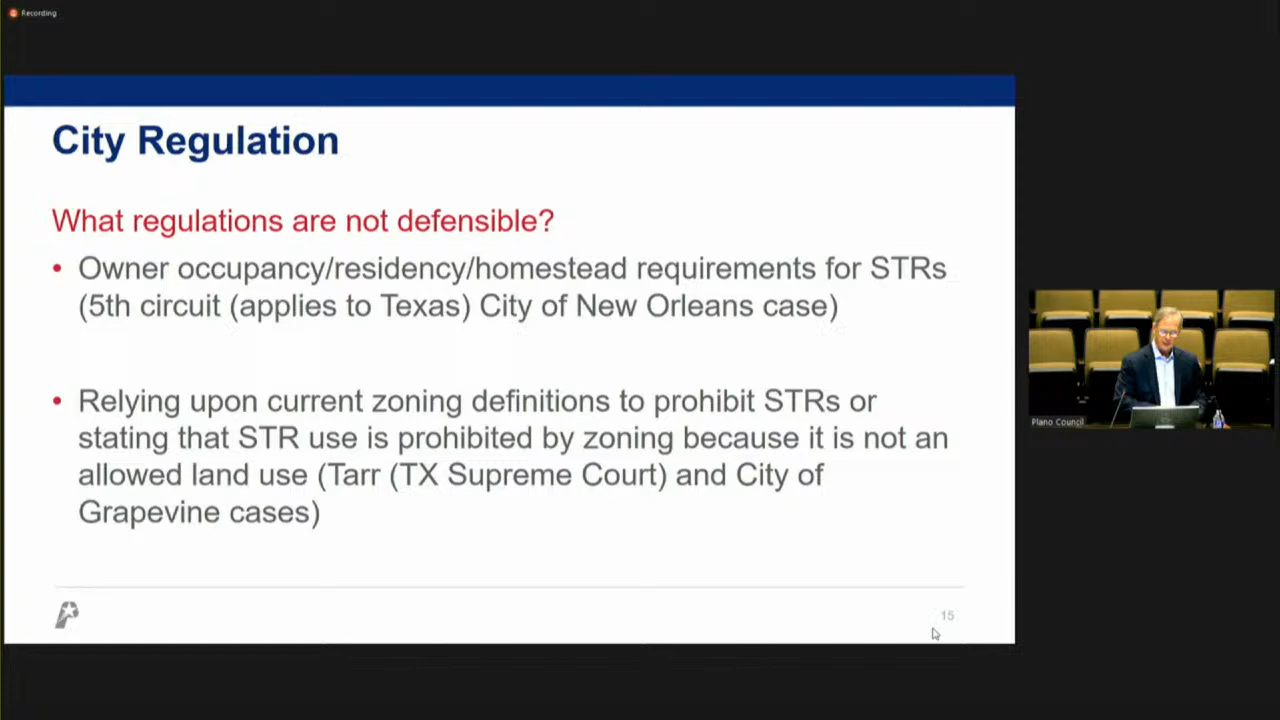 Recording
City Regulation
What regulations are not defensible?
• Owner occupancy/residency/homestead requirements for STRs
(5th circuit (applies to Texas) City of New Orleans case)
• Relying upon current zoning definitions to prohibit STRs or
stating that STR use is prohibited by zoning because it is not an
allowed land use (Tarr (TX Supreme Court) and City of
Grapevine cases)
Plano Council
15